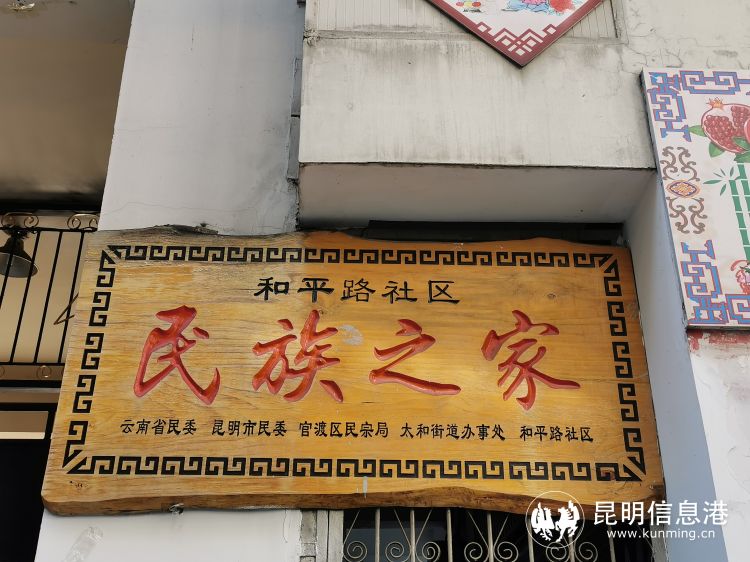 和平路社区
民族之家
云南省民委 昆明市民委 官渡区民宗局 太和街道办事处 和平路社区
昆明信息港
www.kunming.cn